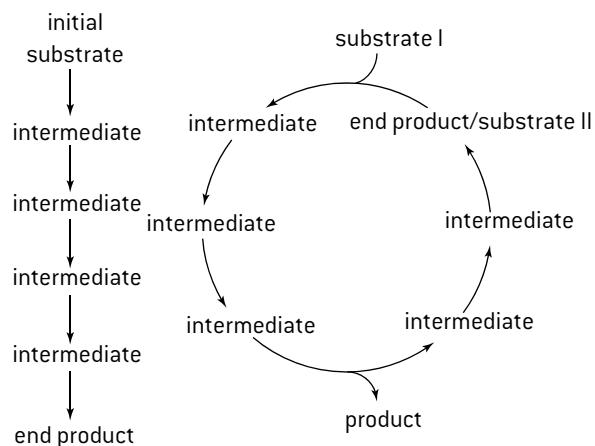 initial
substrate
intermediate
intermediate
intermediate
intermediate
end product
substrate I
intermediate
end product/substrate II
intermediate
intermediate
intermediate
intermediate
product